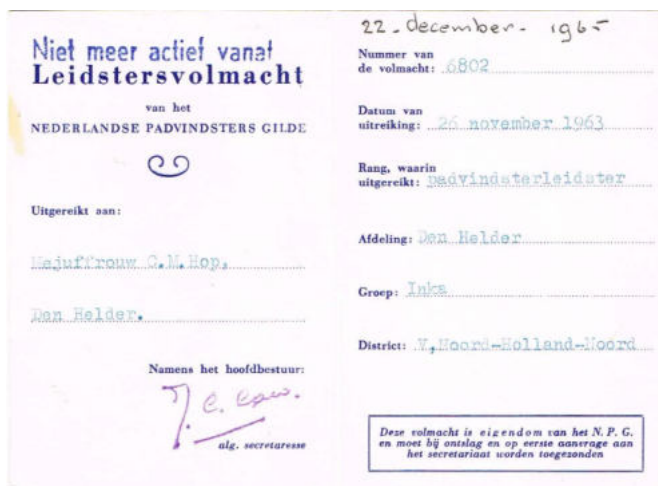 Niet meer actief vanaf
Leidstersvolmacht
van het
NEDERLANDSE PADVINDSTERS GILDE
Uitgereikt aan:
Mejuffrouw C.M.Hop,
Den Helder.
Namens het hoofdbestuur:
alg. secretaresse
22-december- 1965
Nummer van
de volmacht: 6802
Datum van
uitreiking: 26 november 1963
Rang, waarin
uitgereikt: padvindsterleidster
Afdeling: Den Helder
Groep: Inka
District: V,Noord-Holland-Noord
Deze volmacht is eigendom van het N. P. G.
en moet bij ontslag en op eerste aanvrage aan
het secretariaat worden toegezonden